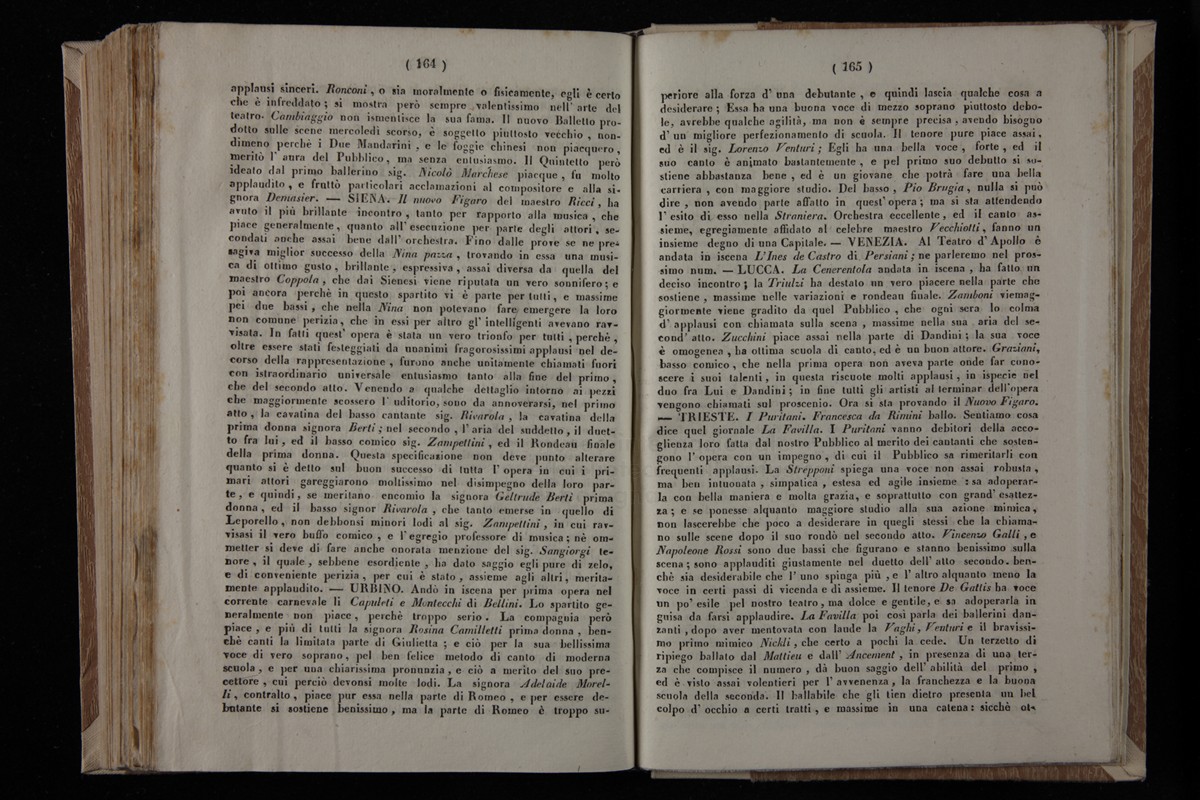 ( 164 )
applausi sinceri. Ronconi , o sia moralmente o fisicamente, egli è certo
che è infreddato ; si mostra però sempre valentissimo nell' arte del
teatro. Cambiaggio non ismentisce la sua fama. Il nuovo Balletto pro-
dotto sulle scene mercoledì scorso, è soggetto piuttosto vecchio , non-
dimeno perchè i Due Mandarini , e le foggie chinesi non piacquero,
meritò l' aura del Pubblico, ma senza entusiasmo. Il Quintetto però
ideato dal primo ballerino sig. Nicolò Marchese piacque , fu molto
applaudito , e fruttò particolari acclamazioni al compositore e alla si-
gnora Demasier. — SIENA. Il nuovo Figaro del maestro Ricci , ha
avuto il più brillante incontro , tanto per rapporto alla musica , che
piace generalmente, quanto all' esecuzione per parte degli attori, se-
condati anche assai bene dall' orchestra. Fino dalle prove se ne pre-
sagiva miglior successo della Nina pazza , trovando in essa una musi-
ca di ottimo gusto , brillante , espressiva , assai diversa da quella del
maestro Coppola , che dai Sienesi viene riputata un vero sonnifero ; e
poi ancora perchè in questo spartito vi è parte per tutti , e massime
pei due bassi , che nella Nina non potevano fare emergere la loro
non comune perizia, che in essi per altro gl' intelligenti avevano rav-
visata. In fatti quest' opera è stata un vero trionfo per tutti , perchè ,
oltre essere stati festeggiati da unanimi fragorosissimi applausi nel de-
corso della rappresentazione , furono anche unitamente chiamati fuori
con istraordinario universale entusiasmo tanto alla fine del primo ,
che del secondo atto. Venendo a qualche dettaglio intorno ai pezzi
che maggiormente scossero l' uditorio, sono da annoverarsi, nel primo
atto , la cavatina del basso cantante sig. Rivarola , la cavatina della
prima donna signora Berti ; nel secondo , l' aria del suddetto , il duet-
to fra lui , ed il basso comico sig. Zampettini , ed il Rondeau finale
della prima donna. Questa specificazione non deve punto alterare
quanto si è detto sul buon successo di tutta l' opera in cui i pri-
mari attori gareggiarono moltissimo nel disimpegno della loro par-
te , e quindi , se meritano encomio la signora Geltrude Berti prima
donna , ed il basso signor Rivarola , che tanto emerse in quello di
Leporello , non debbonsi minori lodi al sig. Zampettini , in cui rav-
visasi il vero buffo comico , e l' egregio professore di musica ; nè om-
metter si deve di fare anche onorata menzione del sig. Sangiorgi te-
nore , il quale , sebbene esordiente , ha dato saggio egli pure di zelo,
e di conveniente perizia , per cui è stato , assieme agli altri, merita-
mente applaudito. — URBINO. Andò in iscena per prima opera nel
corrente carnevale li Capuleti e Montecchi di Bellini. Lo spartito ge-
neralmente non piace, perchè troppo serio . La compagnia però
piace , e più di tutti la signora Rosina Camilletti prima donna , ben-
chè canti la limitata parte di Giulietta ; e ciò per la sua bellissima
voce di vero soprano , pel ben felice metodo di canto di moderna
scuola , e per una chiarissima pronunzia , e ciò a merito del suo pre-
cettore , cui perciò devonsi molte lodi. La signora Adelaide Morel-
li , contralto , piace pur essa nella parte di Romeo , e per essere de-
butante si sostiene benissimo , ma la parte di Romeo è troppo su-
( 165 )
periore alla forza d' una debutante , e quindi lascia qualche cosa a
desiderare ; Essa ha una buona voce di mezzo soprano piuttosto debo-
le, avrebbe qualche agilità, ma non è sempre precisa , avendo bisogno
d' un migliore perfezionamento di scuola. Il tenore pure piace assai,
ed è il sig. Lorenzo Venturi ; Egli ha una bella voce , forte , ed il
suo canto è animato bastantemente , e pel primo suo debutto si so-
stiene abbastanza bene , ed è un giovane che potrà fare una bella
carriera , con maggiore studio. Del basso , Pio Brugia , nulla si può
dire , non avendo parte affatto in quest' opera ; ma si sta attendendo
l' esito di esso nella Straniera. Orchestra eccellente, ed il canto as-
sieme, egregiamente affidato al celebre maestro Vecchiotti , fanno un
insieme degno di una Capitale. — VENEZIA. Al Teatro d' Apollo è
andata in iscena L'Ines de Castro di Persiani ; ne parleremo nel pros-
simo num. — LUCCA. La Cenerentola andata in iscena , ha fatto un
deciso incontro ; la Triulzi ha destato un vero piacere nella parte che
sostiene , massime nelle variazioni e rondeau finale. Zamboni viemag-
giormente viene gradito da quel Pubblico , che ogni sera lo colma
d' applausi con chiamata sulla scena , massime nella sua aria del se-
cond' atto. Zucchini piace assai nella parte di Dandini ; la sua voce
è omogenea , ha ottima scuola di canto, ed è un buon attore. Graziani,
basso comico , che nella prima opera non aveva parte onde far cono-
scere i suoi talenti , in questa riscuote molti applausi , in ispecie nel
duo fra Lui e Dandini ; in fine tutti gli artisti al terminar dell'opera
vengono chiamati sul proscenio. Ora si sta provando il Nuovo Figaro.
— TRIESTE. I Puritani. Francesca da Rimini ballo. Sentiamo cosa
dice quel giornale La Favilla. I Puritani vanno debitori della acco-
glienza loro fatta dal nostro Pubblico al merito dei cantanti che sosten-
gono l' opera con un impegno , di cui il Pubblico sa rimeritarli con
frequenti applausi. La Strepponi spiega una voce non assai robusta ,
ma ben intuonata , simpatica , estesa ed agile insieme : sa adoperar-
la con bella maniera e molta grazia, e soprattutto con grand' esattez-
za ; e se ponesse alquanto maggiore studio alla sua azione mimica,
non lascerebbe che poco a desiderare in quegli stessi che la chiama-
no sulle scene dopo il suo rondò nel secondo atto. Vincenzo Galli , e
Napoleone Rossi sono due bassi che figurano e stanno benissimo sulla
scena ; sono applauditi giustamente nel duetto dell' atto secondo. ben-
chè sia desiderabile che l' uno spinga più , e l' altro alquanto meno la
voce in certi passi di vicenda e di assieme. Il tenore De Gattis ha voce
un po' esile pel nostro teatro , ma dolce e gentile, e sa adoperarla in
guisa da farsi applaudire. La Favilla poi così parla dei ballerini dan-
zanti , dopo aver mentovata con laude la Vaghi, Venturi e il bravissi-
mo primo mimico Nickli , che certo a pochi la cede. Un terzetto di
ripiego ballato dal Mattieu e dall' Ancement , in presenza di una ter-
za che compisce il numero , dà buon saggio dell' abilità del primo ,
ed è visto assai volentieri per l' avvenenza , la franchezza e la buona
scuola della seconda. Il ballabile che gli tien dietro presenta un bel
colpo d' occhio a certi tratti , e massime in una catena : sicchè ot-